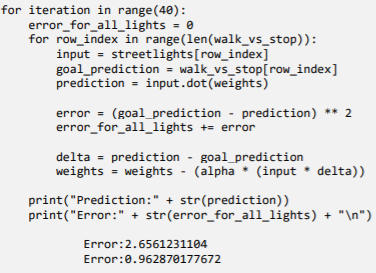 for iteration in range(40):
    error_for_all_lights = 0
    for row_index in range(len(walk_vs_stop)):
        input = streetlights[row_index]
        goal_prediction = walk_vs_stop[row_index]
        prediction = input.dot(weights)

        error = (goal_prediction - prediction) ** 2
        error_for_all_lights += error

        delta = prediction - goal_prediction
        weights = weights - (alpha * (input * delta))

    print("Prediction:" + str(prediction))
    print("Error:" + str(error_for_all_lights) + "\n")

            Error:2.6561231104
            Error:0.962870177672